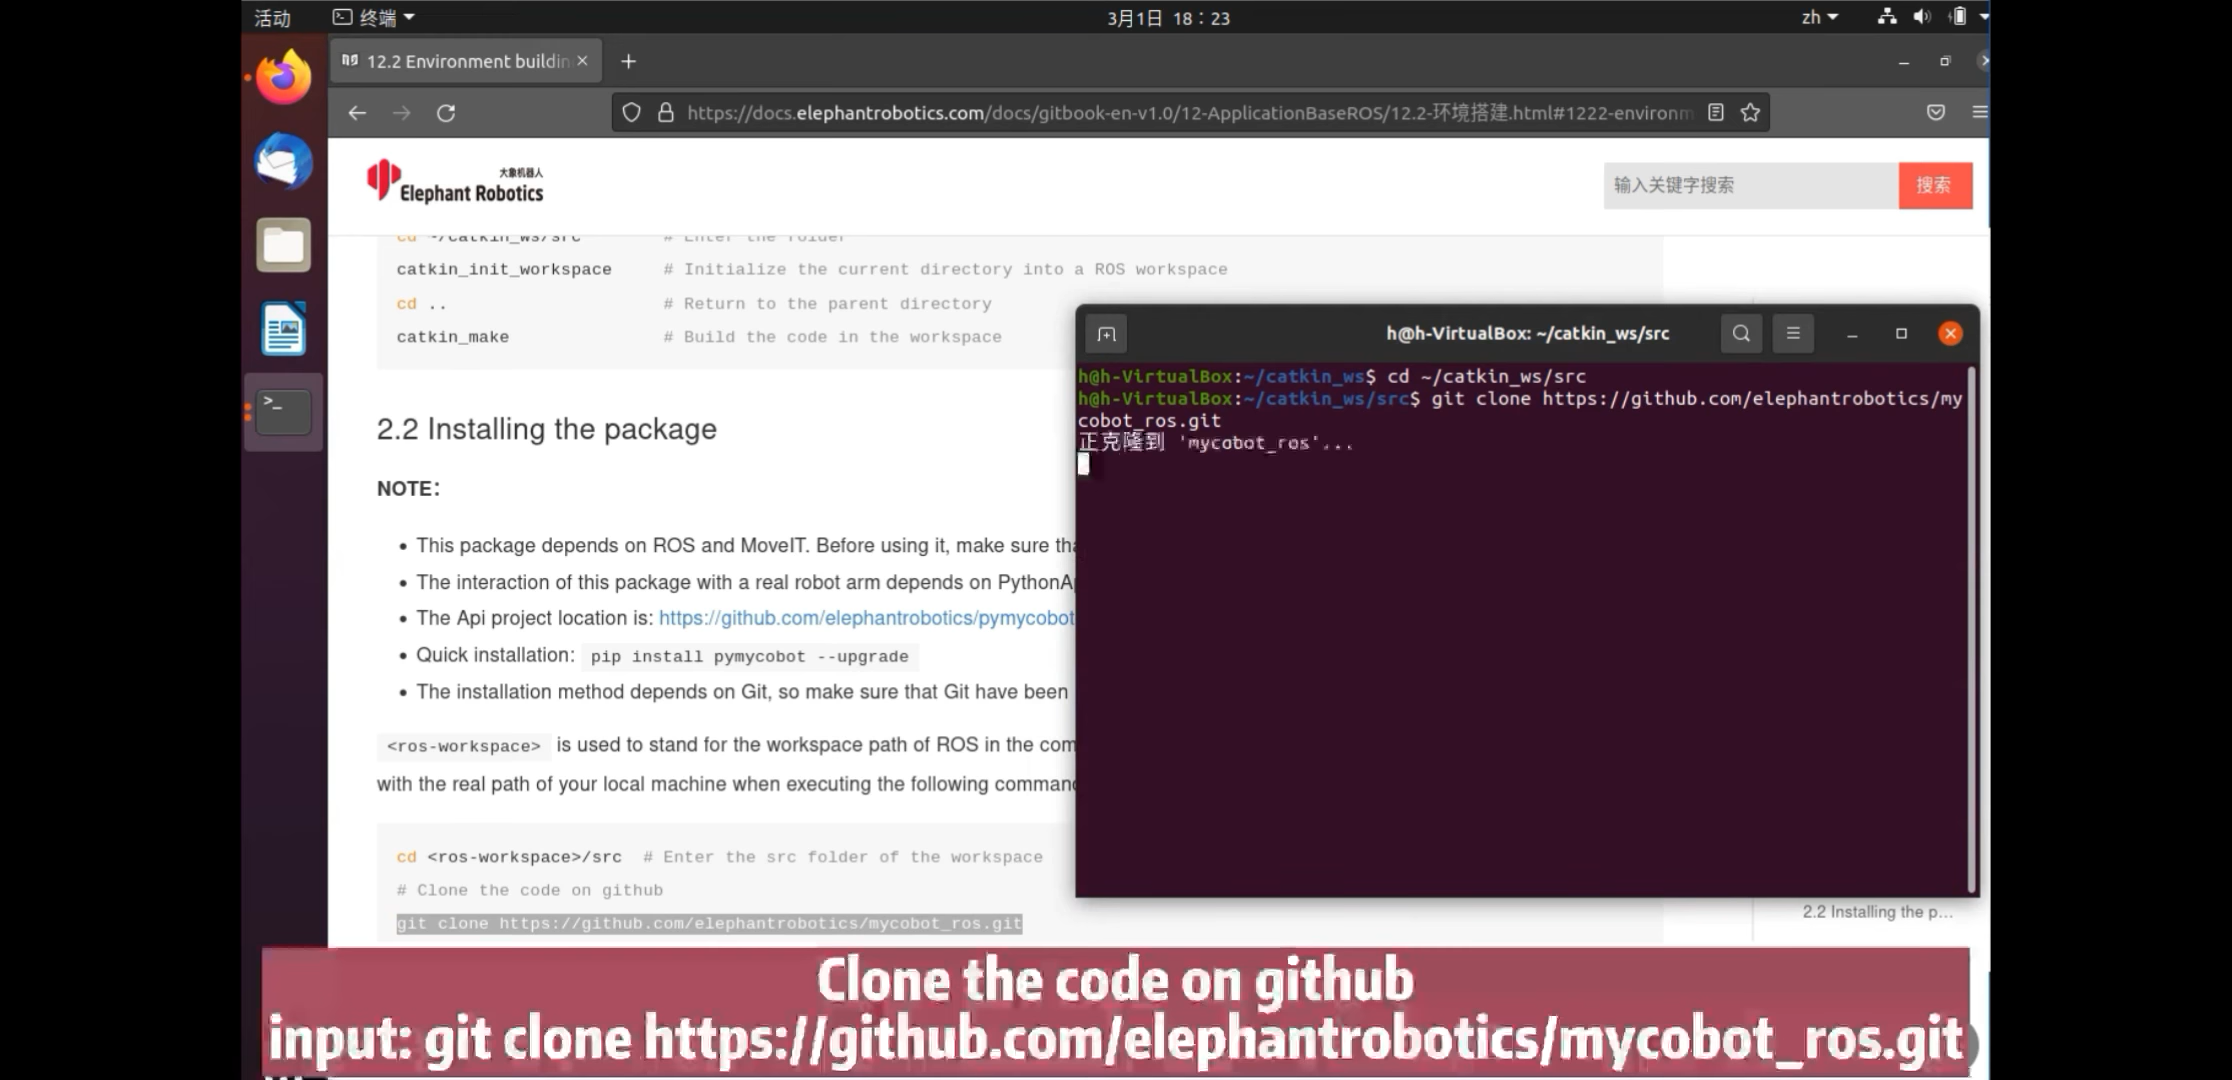 活动
终端
3月1日 18：23
zh
12.2 Environment buildin
https://docs.elephantrobotics.com/docs/gitbook-en-v1.0/12-ApplicationBaseROS/12.2-环境搭建.html#1222-environm
大象机器人
Elephant Robotics
输入关键字搜索
搜索
cd ~/catkin_ws/src # Enter the folder
catkin_init_workspace # Initialize the current directory into a ROS workspace
cd .. # Return to the parent directory
catkin_make # Build the code in the workspace
2.2 Installing the package
NOTE:
• This package depends on ROS and MoveIT. Before using it, make sure tha
• The interaction of this package with a real robot arm depends on PythonAp
• The Api project location is: https://github.com/elephantrobotics/pymycobot
• Quick installation: pip install pymycobot --upgrade
• The installation method depends on Git, so make sure that Git have been
<ros-workspace> is used to stand for the workspace path of ROS in the com
with the real path of your local machine when executing the following command
cd <ros-workspace>/src # Enter the src folder of the workspace
# Clone the code on github
git clone https://github.com/elephantrobotics/mycobot_ros.git
h@h-VirtualBox: ~/catkin_ws/src
h@h-VirtualBox:~/catkin_ws$ cd ~/catkin_ws/src
h@h-VirtualBox:~/catkin_ws/src$ git clone https://github.com/elephantrobotics/my
cobot_ros.git
正克隆到 'mycobot_ros'...
2.2 Installing the p...
Clone the code on github
input: git clone https://github.com/elephantrobotics/mycobot_ros.git